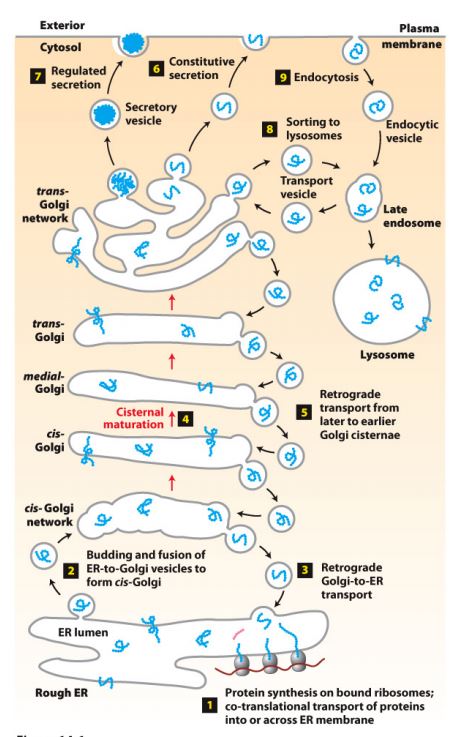 Exterior
Plasma
membrane
Cytosol
7 Regulated
secretion
6 Constitutive
secretion
9 Endocytosis
Secretory
vesicle
8 Sorting to
lysosomes
Endocytic
vesicle
trans-
Golgi
network
Transport
vesicle
Late
endosome
Lysosome
trans-
Golgi
medial-
Golgi
Cisternal
maturation
4
5 Retrograde
transport from
later to earlier
Golgi cisternae
cis-
Golgi
cis-Golgi
network
2 Budding and fusion of
ER-to-Golgi vesicles to
form cis-Golgi
3 Retrograde
Golgi-to-ER
transport
ER lumen
Rough ER
1 Protein synthesis on bound ribosomes;
co-translational transport of proteins
into or across ER membrane